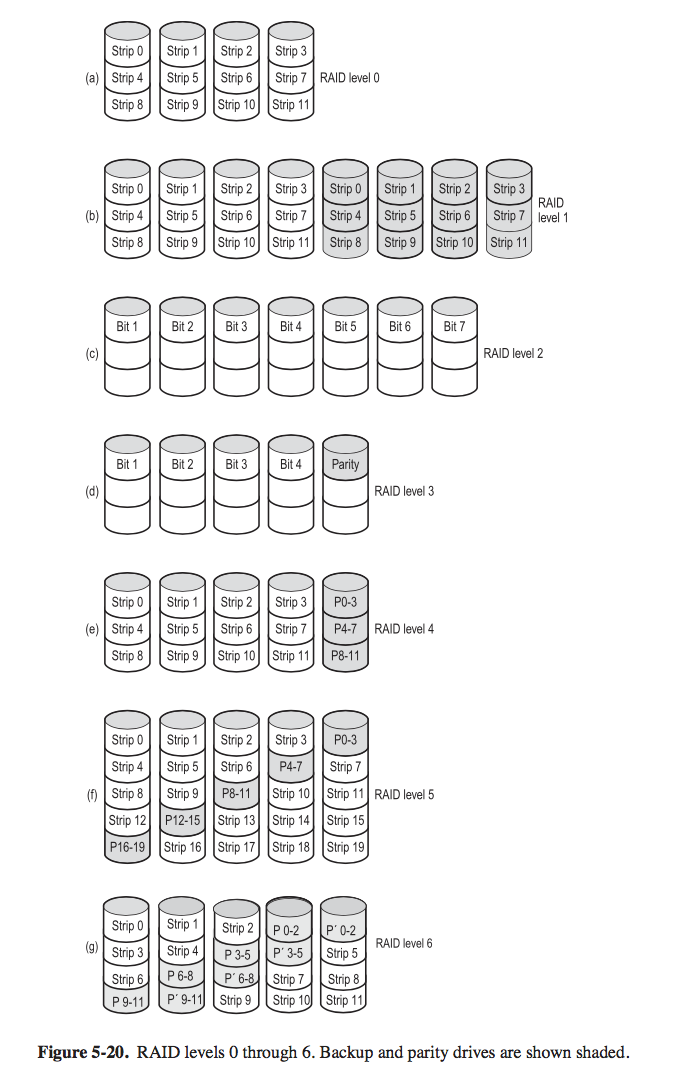 Strip 0 Strip 1 Strip 2 Strip 3
(a) Strip 4 Strip 5 Strip 6 Strip 7 RAID level 0
Strip 8 Strip 9 Strip 10 Strip 11
Strip 0 Strip 1 Strip 2 Strip 3 Strip 0 Strip 1 Strip 2 Strip 3
RAID
(b) Strip 4 Strip 5 Strip 6 Strip 7 Strip 4 Strip 5 Strip 6 Strip 7
level 1
Strip 8 Strip 9 Strip 10 Strip 11 Strip 8 Strip 9 Strip 10 Strip 11
Bit 1 Bit 2 Bit 3 Bit 4 Bit 5 Bit 6 Bit 7
(c) RAID level 2
Bit 1 Bit 2 Bit 3 Bit 4 Parity
(d) RAID level 3
Strip 0 Strip 1 Strip 2 Strip 3 P0-3
(e) Strip 4 Strip 5 Strip 6 Strip 7 P4-7 RAID level 4
Strip 8 Strip 9 Strip 10 Strip 11 P8-11
Strip 0 Strip 1 Strip 2 Strip 3 P0-3
Strip 4 Strip 5 Strip 6 P4-7 Strip 7
(f) Strip 8 Strip 9 P8-11 Strip 10 Strip 11 RAID level 5
Strip 12 P12-15 Strip 13 Strip 14 Strip 15
P16-19 Strip 16 Strip 17 Strip 18 Strip 19
Strip 0 Strip 1 Strip 2 P 0-2 P´ 0-2
(g) Strip 3 Strip 4 P 3-5 P´ 3-5 Strip 5 RAID level 6
Strip 6 P 6-8 P´ 6-8 Strip 7 Strip 8
P 9-11 P´ 9-11 Strip 9 Strip 10 Strip 11
Figure 5-20. RAID levels 0 through 6. Backup and parity drives are shown shaded.